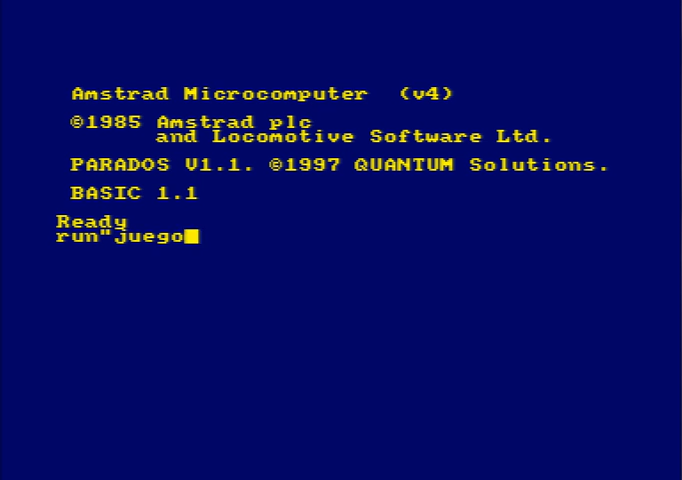 Amstrad Microcomputer (v4)
©1985 Amstrad plc
and Locomotive Software Ltd.
PARADOS V1.1. ©1997 QUANTUM Solutions.
BASIC 1.1
Ready
run"juego